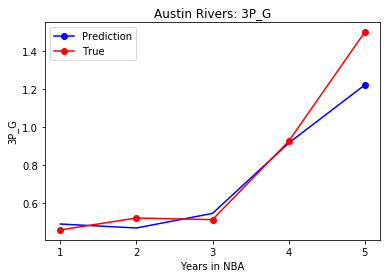 Austin Rivers: 3P_G
Prediction
True
1.4
1.2
1.0
0.8
0.6
3P_G
1 2 3 4 5
Years in NBA